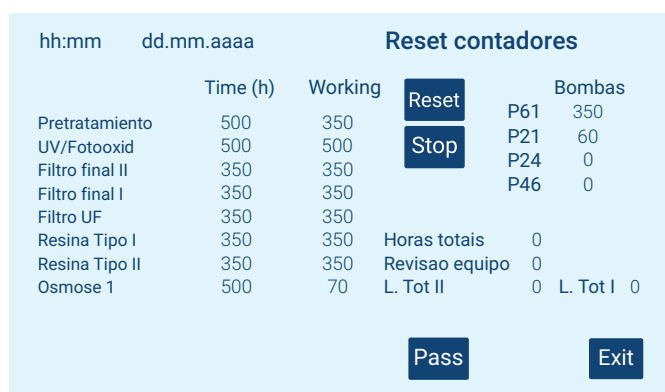 hh:mm dd.mm.aaaa Reset contadores
Time (h) Working Reset Bombas
P61 350
Pretratamiento 500 350
Stop P21 60
UV/Fotooxid 500 500
P24 0
Filtro final II 350 350
P46 0
Filtro final I 350 350
Filtro UF 350 350
Resina Tipo I 350 350 Horas totais 0
Resina Tipo II 350 350 Revisao equipo 0
Osmose 1 500 70 L. Tot II 0 L. Tot I 0
Pass Exit